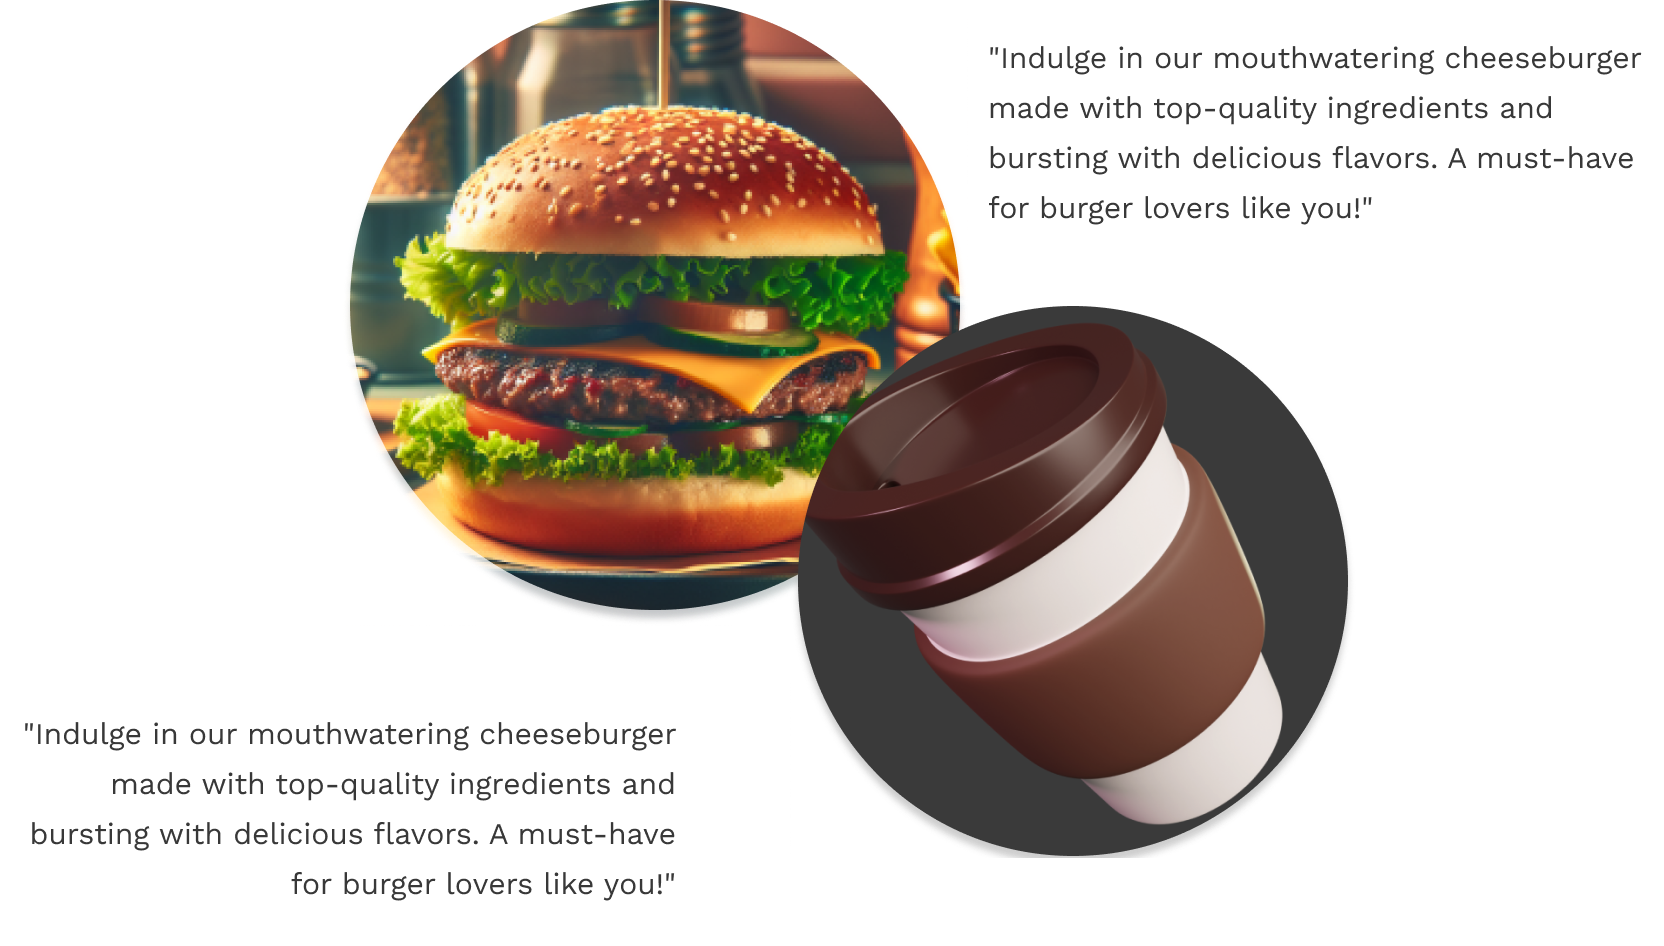 "Indulge in our mouthwatering cheeseburger
made with top-quality ingredients and
bursting with delicious flavors. A must-have
for burger lovers like you!"
"Indulge in our mouthwatering cheeseburger
made with top-quality ingredients and
bursting with delicious flavors. A must-have
for burger lovers like you!"